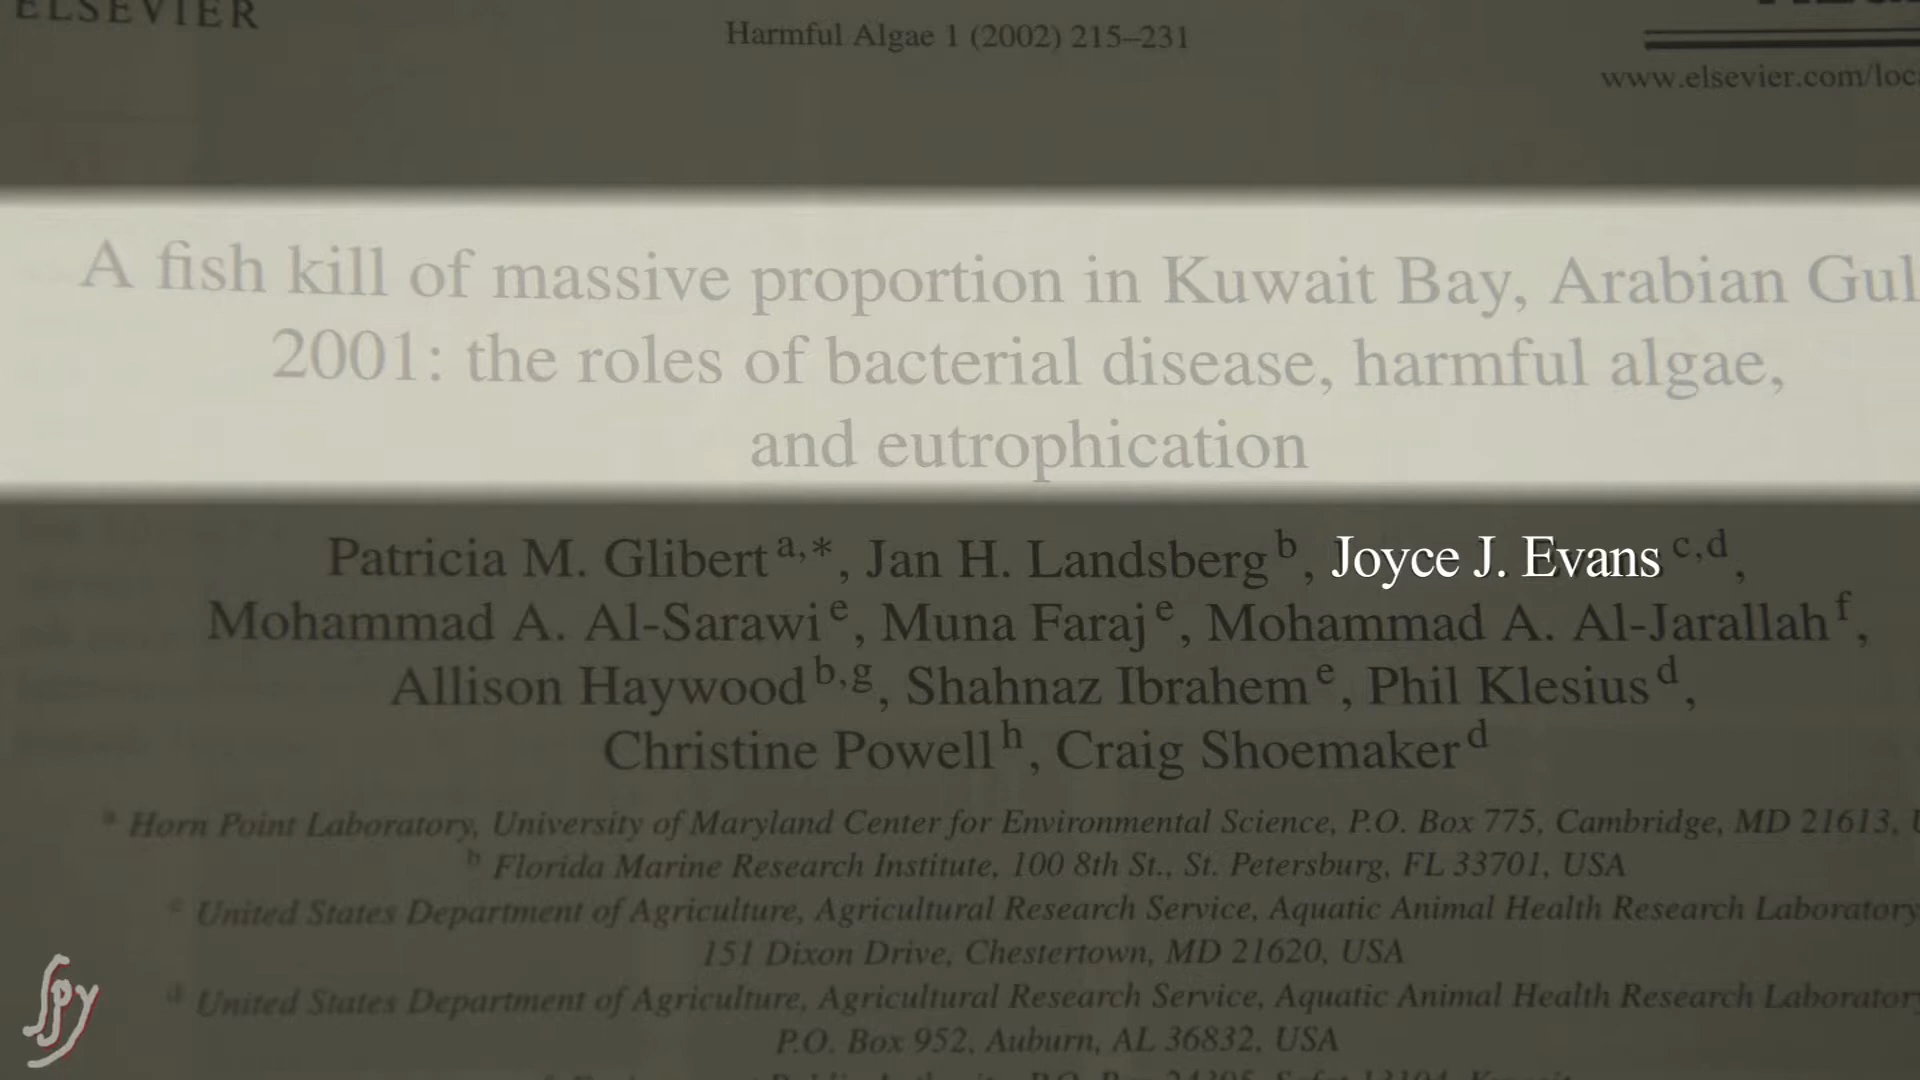 ELSEVIER
Harmful Algae 1 (2002) 215–231
www.elsevier.com/loc
A fish kill of massive proportion in Kuwait Bay, Arabian Gul
2001: the roles of bacterial disease, harmful algae,
and eutrophication
Patricia M. Glibert a,*, Jan H. Landsberg b, Joyce J. Evans c,d,
Mohammad A. Al-Sarawi e, Muna Faraj e, Mohammad A. Al-Jarallah f,
Allison Haywood b,g, Shahnaz Ibrahem e, Phil Klesius d,
Christine Powell h, Craig Shoemaker d
a Horn Point Laboratory, University of Maryland Center for Environmental Science, P.O. Box 775, Cambridge, MD 21613, U
b Florida Marine Research Institute, 100 8th St., St. Petersburg, FL 33701, USA
c United States Department of Agriculture, Agricultural Research Service, Aquatic Animal Health Research Laboratory
151 Dixon Drive, Chestertown, MD 21620, USA
d United States Department of Agriculture, Agricultural Research Service, Aquatic Animal Health Research Laboratory
P.O. Box 952, Auburn, AL 36832, USA
Spy